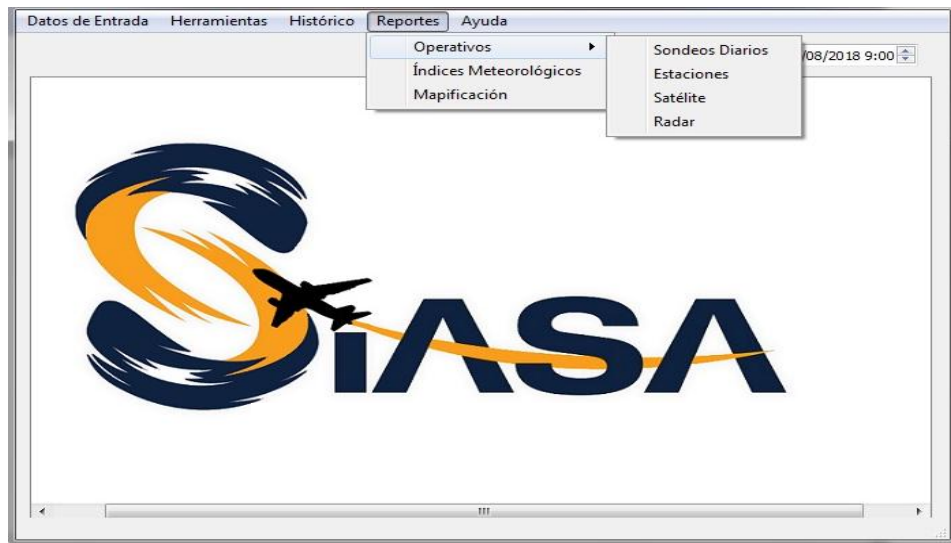 Datos de Entrada Herramientas Histórico Reportes Ayuda
Operativos
Índices Meteorológicos
Mapificación
Sondeos Diarios
Estaciones
Satélite
Radar
/08/2018 9:00
SiASA